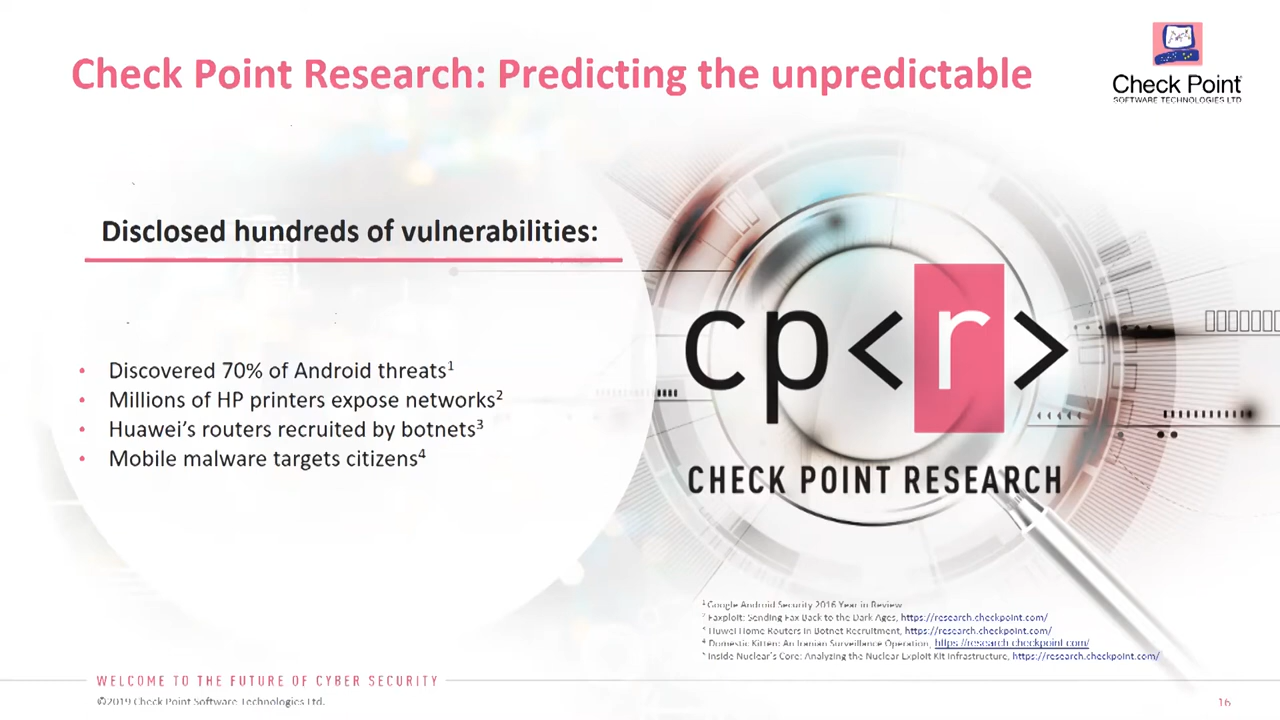 Check Point Research: Predicting the unpredictable
Check Point
SOFTWARE TECHNOLOGIES LTD
Disclosed hundreds of vulnerabilities:
• Discovered 70% of Android threats¹
• Millions of HP printers expose networks²
• Huawei’s routers recruited by botnets³
• Mobile malware targets citizens⁴
cp<r>
CHECK POINT RESEARCH
¹ Google Android Security 2016 Year in Review
² Faxploit: Sending Fax Back to the Dark Ages, https://research.checkpoint.com/
³ Huwei Home Routers in Botnet Recruitment, https://research.checkpoint.com/
⁴ Domestic Kitten: An Iranian Surveillance Operation, https://research.checkpoint.com/
⁵ Inside Nuclear’s Core: Analyzing the Nuclear Exploit Kit Infrastructure, https://research.checkpoint.com/
WELCOME TO THE FUTURE OF CYBER SECURITY
©2019 Check Point Software Technologies Ltd.
16